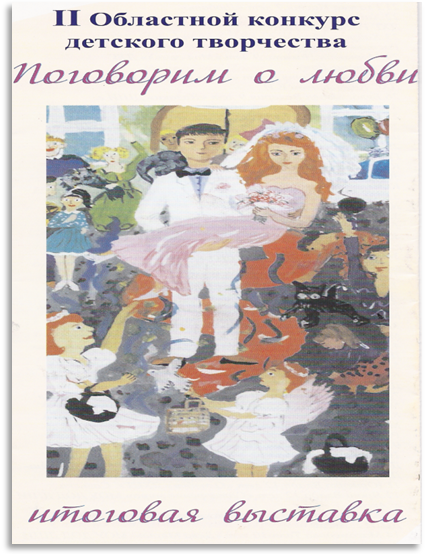 II Областной конкурс
детского творчества
Поговорим о любви
итоговая выставка